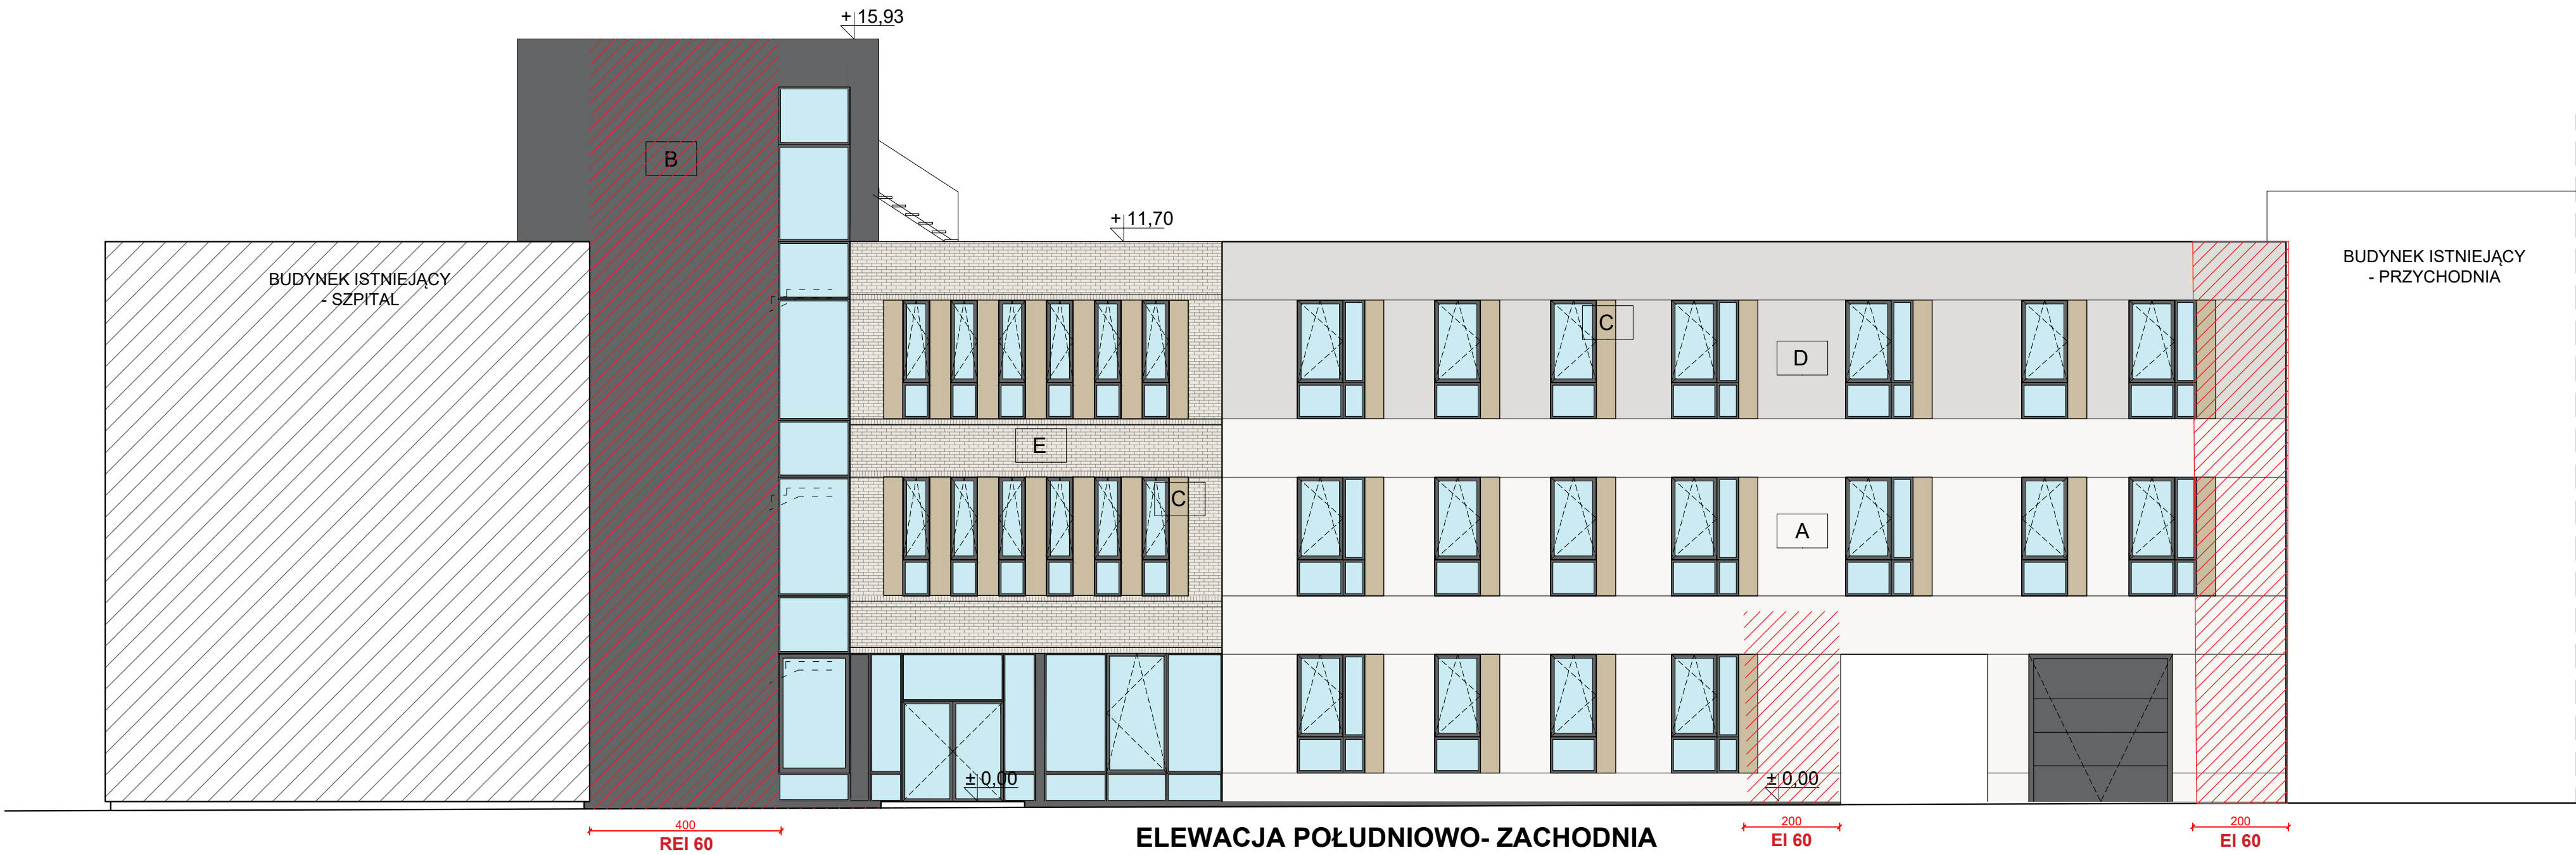 + 15,93
B
+ 11,70
BUDYNEK ISTNIEJĄCY
- SZPITAL
BUDYNEK ISTNIEJĄCY
- PRZYCHODNIA
C
D
E
C
A
± 0,00
± 0,00
400
REI 60
ELEWACJA POŁUDNIOWO- ZACHODNIA
200
EI 60
200
EI 60